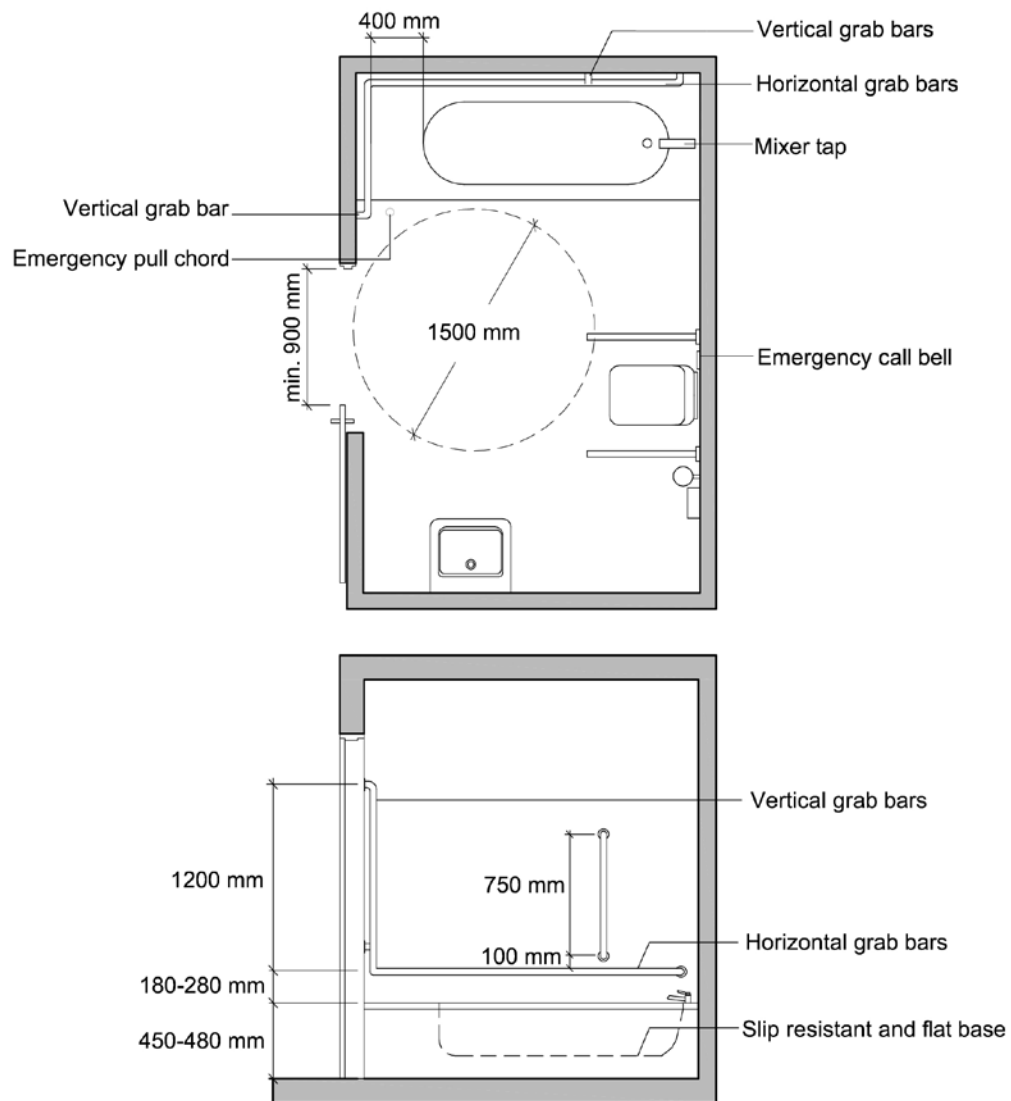 400 mm
Vertical grab bars
Horizontal grab bars
Mixer tap
Vertical grab bar
Emergency pull chord
min. 900 mm
1500 mm
Emergency call bell
Vertical grab bars
1200 mm
750 mm
100 mm
Horizontal grab bars
180-280 mm
450-480 mm
Slip resistant and flat base